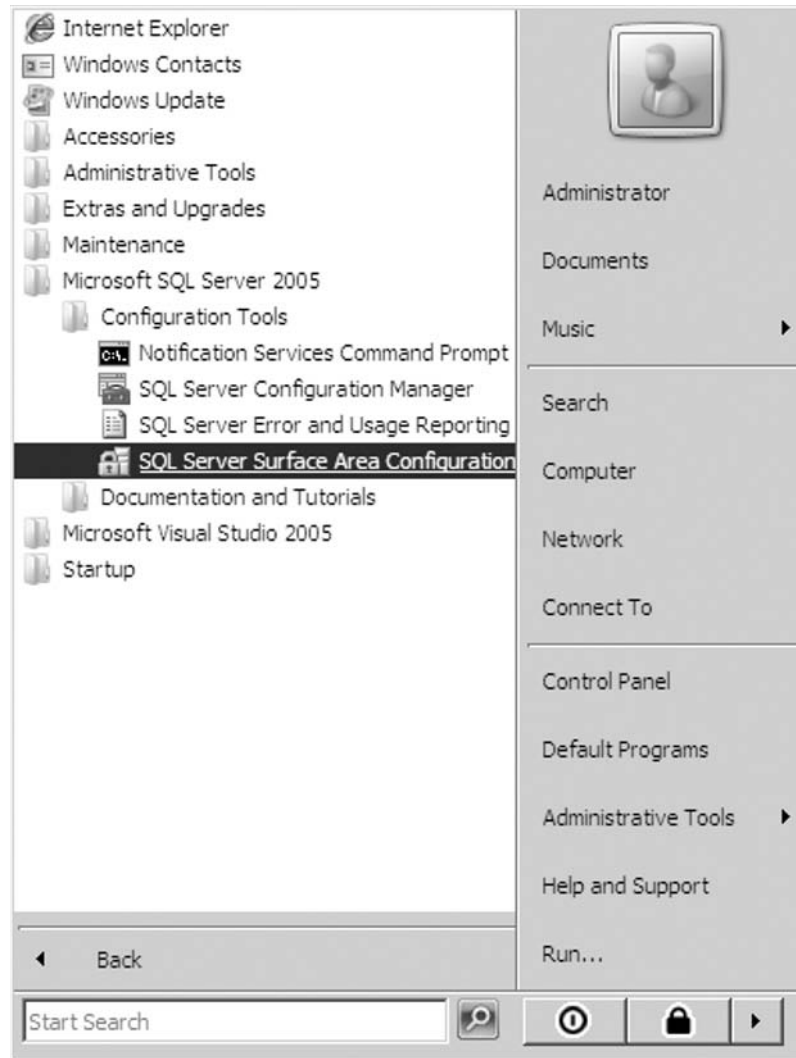 Internet Explorer
Windows Contacts
Windows Update
Accessories
Administrative Tools
Extras and Upgrades
Maintenance
Microsoft SQL Server 2005
Configuration Tools
Notification Services Command Prompt
SQL Server Configuration Manager
SQL Server Error and Usage Reporting
SQL Server Surface Area Configuration
Documentation and Tutorials
Microsoft Visual Studio 2005
Startup
Back
Start Search
Administrator
Documents
Music
Search
Computer
Network
Connect To
Control Panel
Default Programs
Administrative Tools
Help and Support
Run...